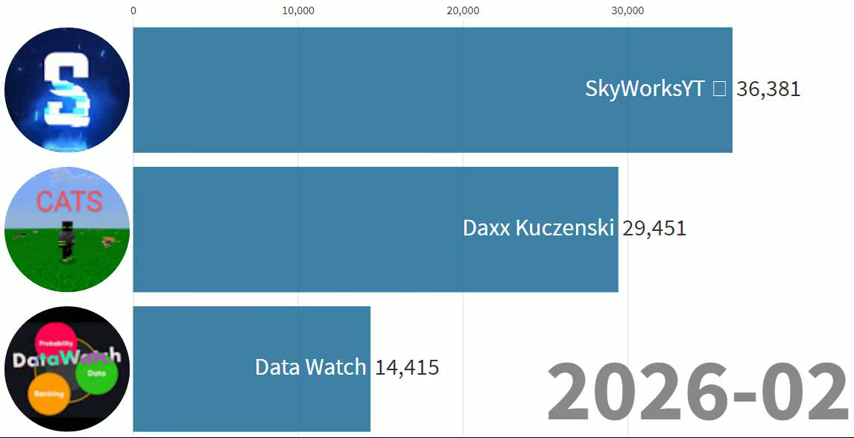 0 10,000 20,000 30,000
S
SkyWorksYT 36,381
CATS
Daxx Kuczenski 29,451
Probability
DataWatch
Data
Ranking
Data Watch 14,415
2026-02